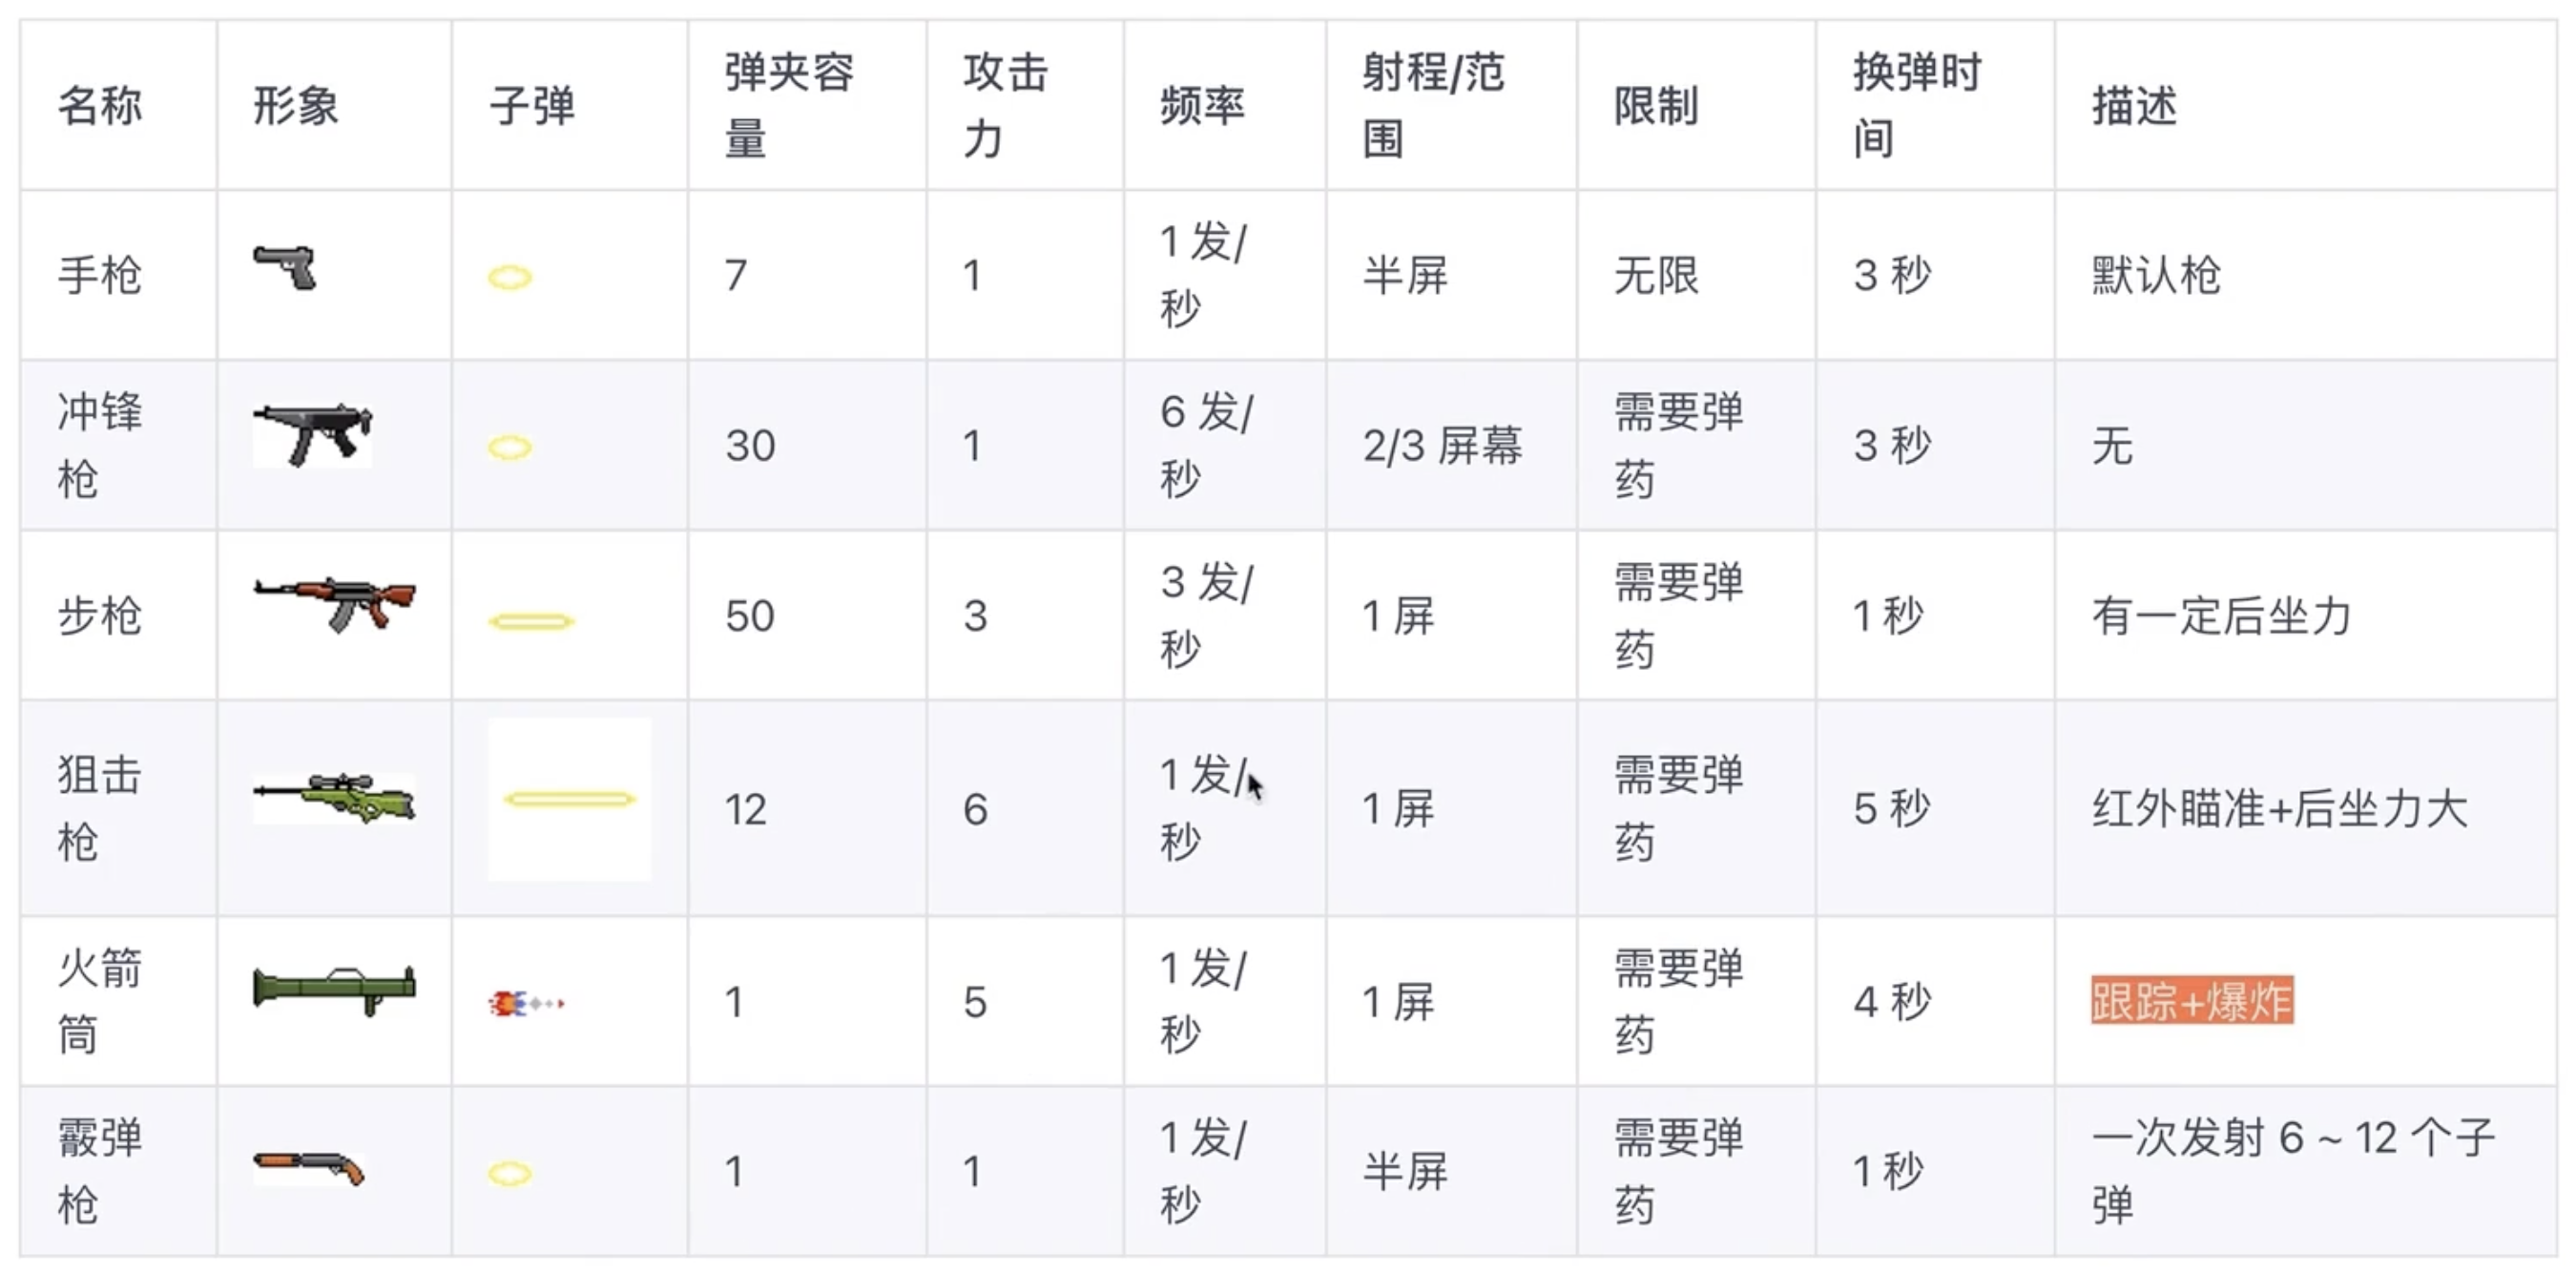 名称 形象 子弹 弹夹容量 攻击力 频率 射程/范围 限制 换弹时间 描述
手枪 7 1 1 发/秒 半屏 无限 3 秒 默认枪
冲锋枪 30 1 6 发/秒 2/3 屏幕 需要弹药 3 秒 无
步枪 50 3 3 发/秒 1 屏 需要弹药 1 秒 有一定后坐力
狙击枪 12 6 1 发/秒 1 屏 需要弹药 5 秒 红外瞄准+后坐力大
火箭筒 1 5 1 发/秒 1 屏 需要弹药 4 秒 跟踪+爆炸
霰弹枪 1 1 1 发/秒 半屏 需要弹药 1 秒 一次发射 6 ~ 12 个子弹